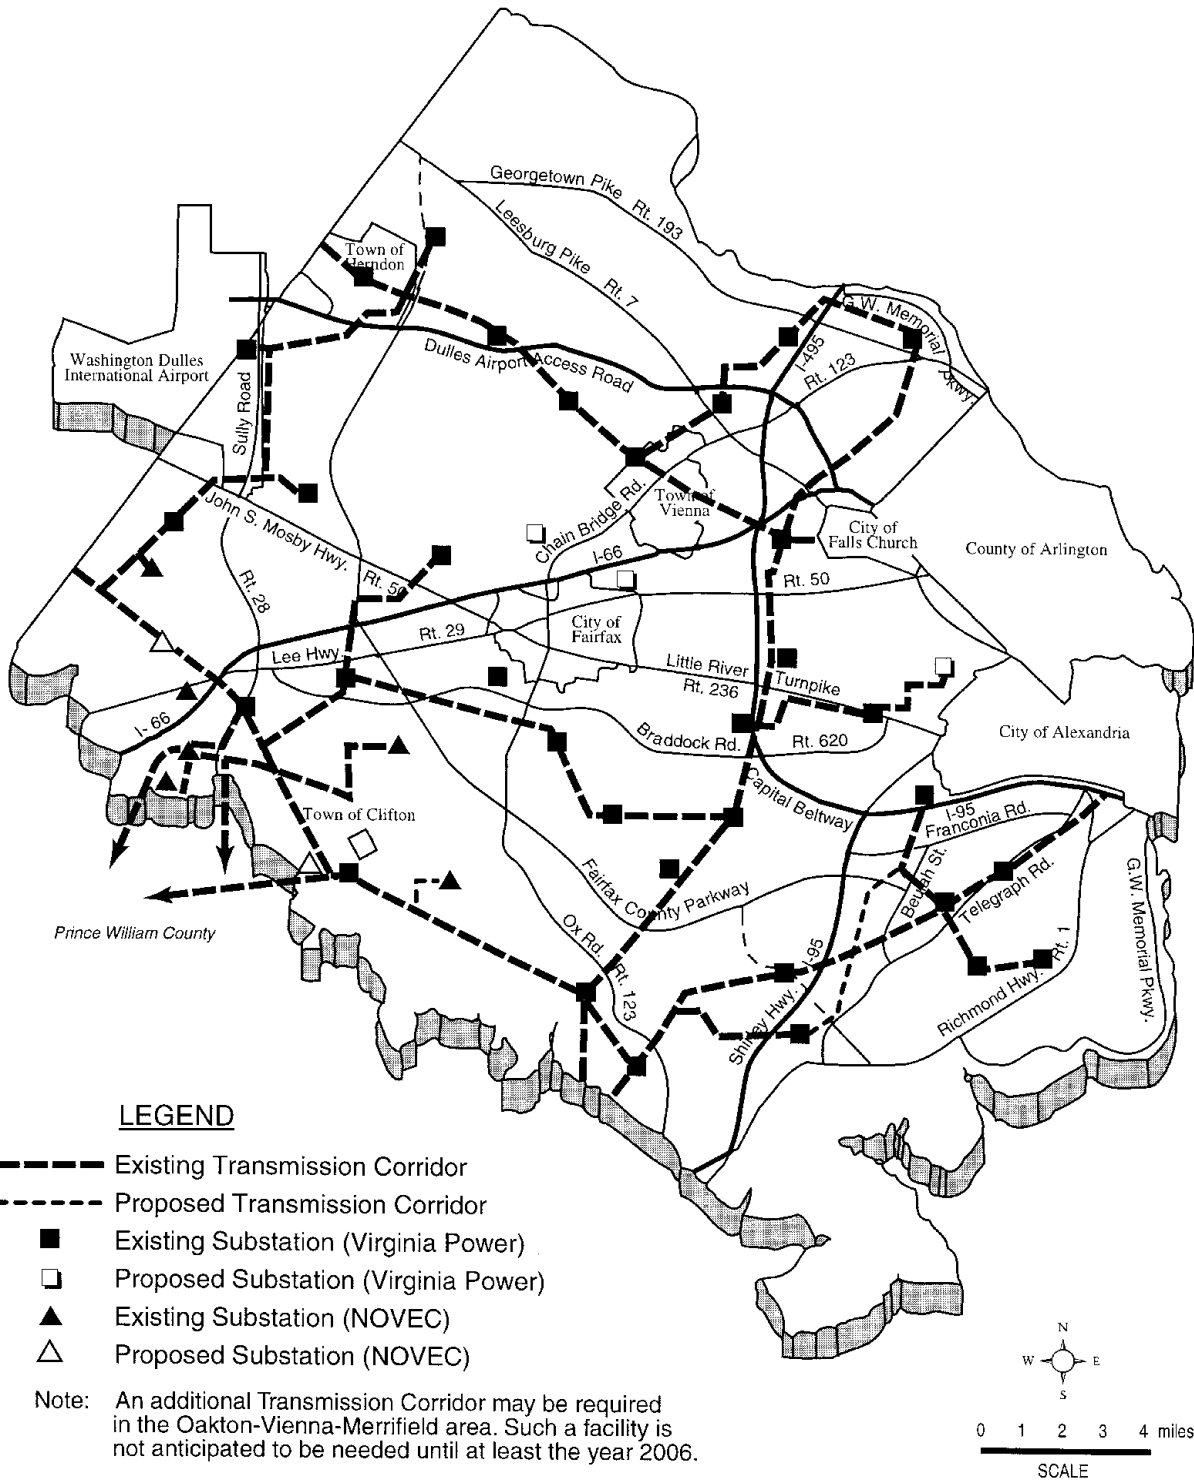 Georgetown Pike Rt. 193
Leesburg Pike Rt. 7
Town of
Herndon
G.W. Memorial Pkwy.
I-495
Rt. 123
Dulles Airport Access Road
Washington Dulles
International Airport
Sully Road
John S. Mosby Hwy. Rt. 50
Chain Bridge Rd.
Town of
Vienna
City of
Falls Church
County of Arlington
I-66
Rt. 50
Rt. 28
Rt. 29
City of
Fairfax
Lee Hwy.
Little River Turnpike
Rt. 236
I-66
Braddock Rd.
Rt. 620
City of Alexandria
Capital Beltway
I-95
Franconia Rd.
Town of Clifton
Beulah St.
Telegraph Rd.
Fairfax County Parkway
G.W. Memorial Pkwy.
Prince William County
Ox Rd. Rt. 123
I-95
Shirley Hwy.
Rt. 1
Richmond Hwy.
LEGEND
Existing Transmission Corridor
Proposed Transmission Corridor
Existing Substation (Virginia Power)
Proposed Substation (Virginia Power)
Existing Substation (NOVEC)
Proposed Substation (NOVEC)
Note: An additional Transmission Corridor may be required
in the Oakton-Vienna-Merrifield area. Such a facility is
not anticipated to be needed until at least the year 2006.
N
W E
S
0 1 2 3 4 miles
SCALE